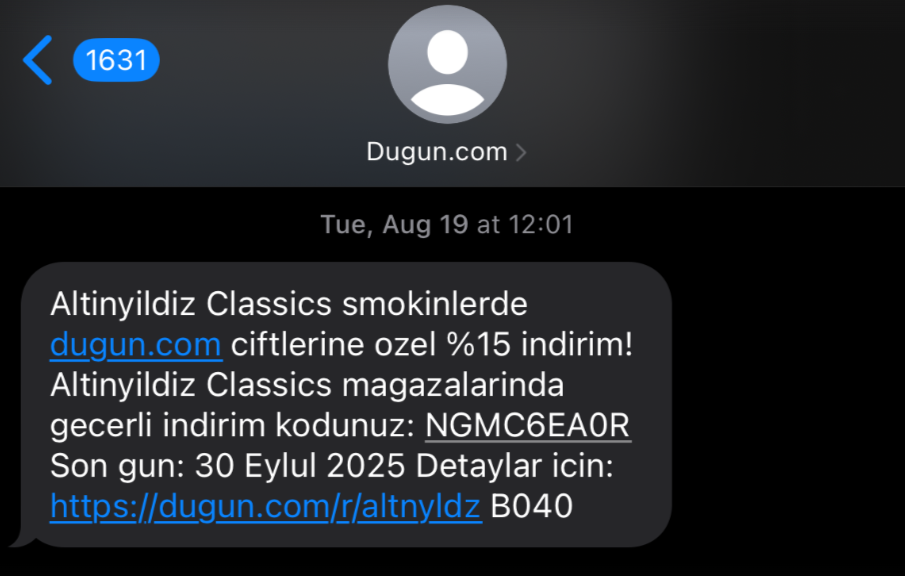 1631
Dugun.com
Tue, Aug 19 at 12:01
Altinyildiz Classics smokinlerde
dugun.com ciftlerine ozel %15 indirim!
Altinyildiz Classics magazalarinda
gecerli indirim kodunuz: NGMC6EA0R
Son gun: 30 Eylul 2025 Detaylar icin:
https://dugun.com/r/altnyldz B040